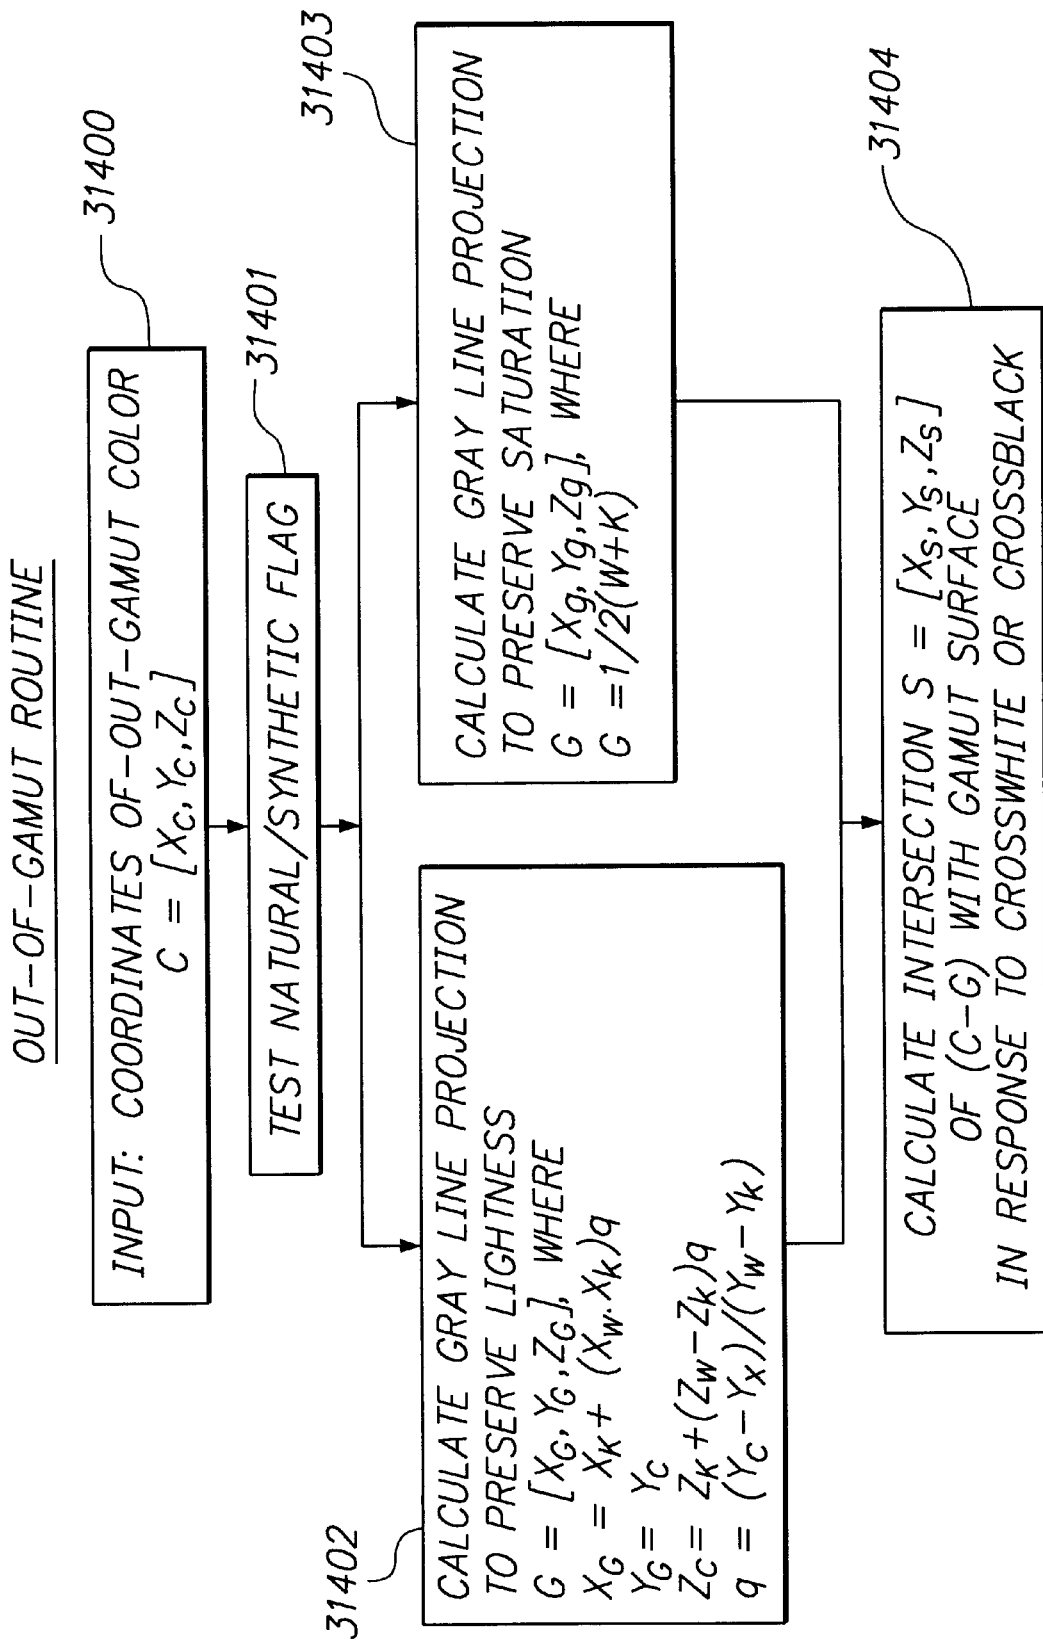 OUT-OF-GAMUT ROUTINE
31400
INPUT: COORDINATES OF-OUT-GAMUT COLOR
C = [XC,YC,ZC]
31401
TEST NATURAL/SYNTHETIC FLAG
31402
CALCULATE GRAY LINE PROJECTION
TO PRESERVE LIGHTNESS
G = [XG,YG,ZG], WHERE
XG = XK + (XW.XK)q
YG = YC
ZC = ZK+(ZW-ZK)q
q = (YC-YX)/(YW-YK)
31403
CALCULATE GRAY LINE PROJECTION
TO PRESERVE SATURATION
G = [Xg,Yg,Zg], WHERE
G =1/2(W+K)
31404
CALCULATE INTERSECTION S = [XS,YS,ZS]
OF (C-G) WITH GAMUT SURFACE
IN RESPONSE TO CROSSWHITE OR CROSSBLACK